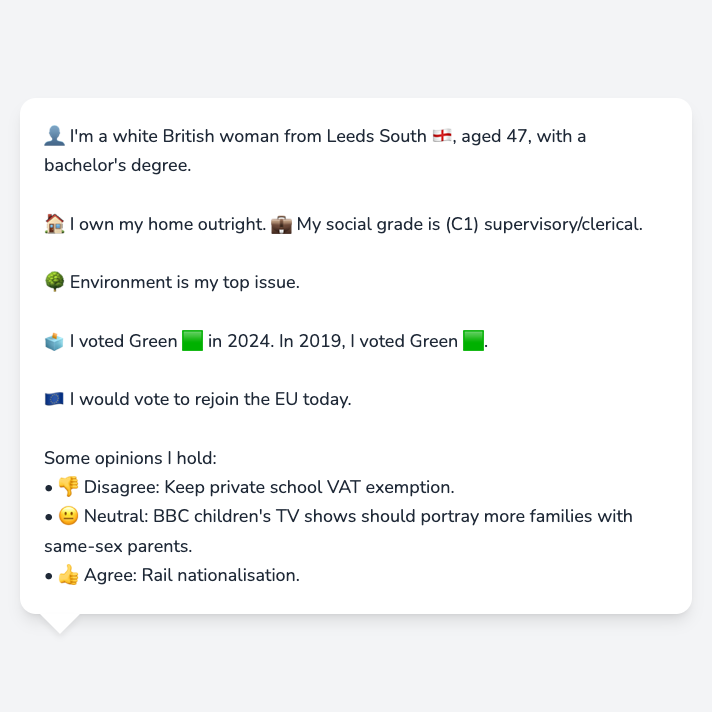 👤 I'm a white British woman from Leeds South 🏴󠁧󠁢󠁥󠁮󠁧󠁿, aged 47, with a
bachelor's degree.
🏠 I own my home outright. 💼 My social grade is (C1) supervisory/clerical.
🌳 Environment is my top issue.
🗳️ I voted Green 🟩 in 2024. In 2019, I voted Green 🟩.
🇪🇺 I would vote to rejoin the EU today.
Some opinions I hold:
• 👎 Disagree: Keep private school VAT exemption.
• 😐 Neutral: BBC children's TV shows should portray more families with
same-sex parents.
• 👍 Agree: Rail nationalisation.